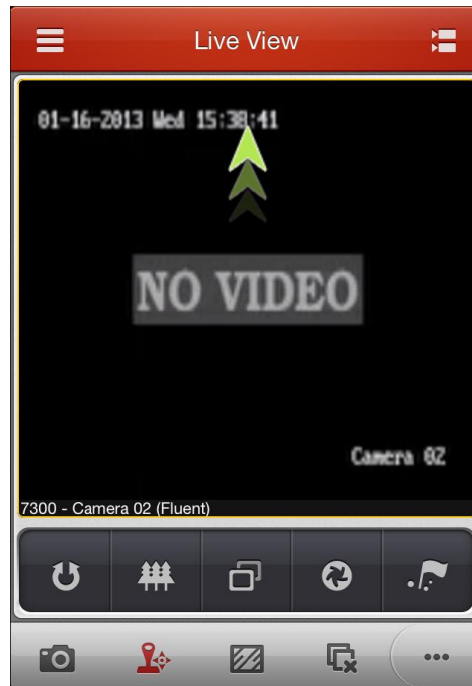 Live View
01-16-2013 Wed 15:38:41
NO VIDEO
Camera 02
7300 - Camera 02 (Fluent)